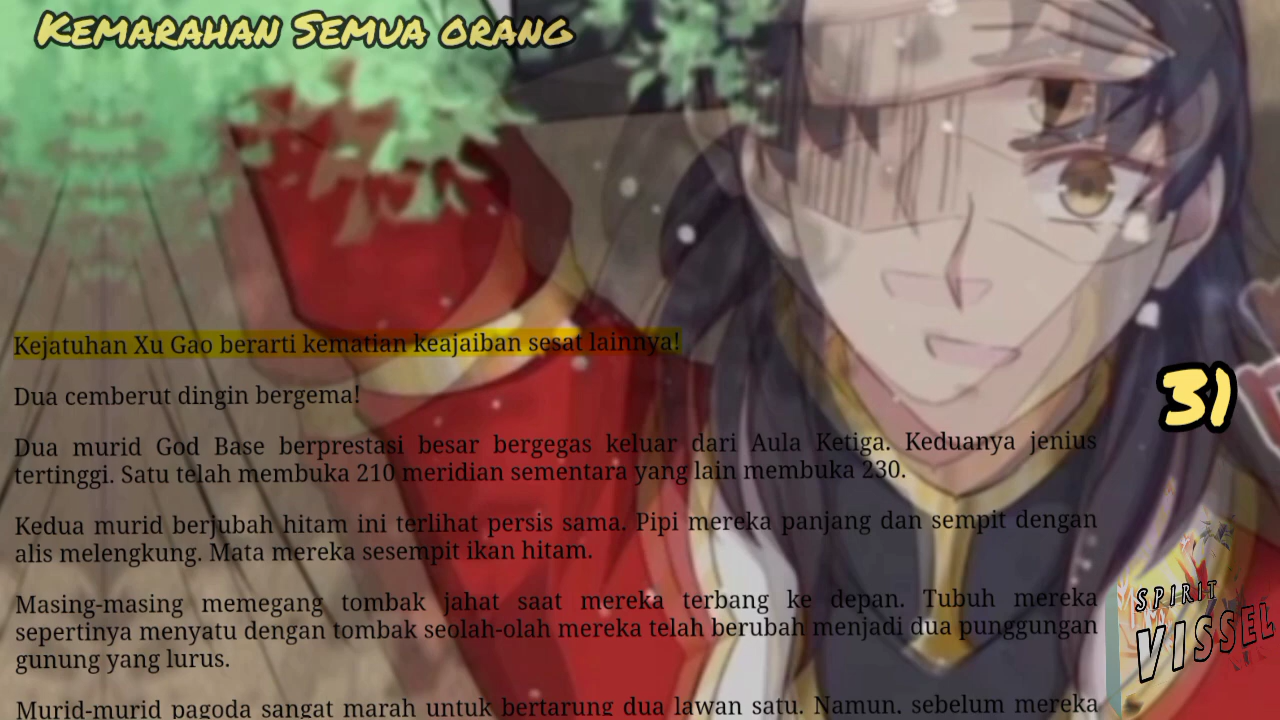 Kemarahan Semua orang
Kejatuhan Xu Gao berarti kematian keajaiban sesat lainnya!
Dua cemberut dingin bergema!
Dua murid God Base berprestasi besar bergegas keluar dari Aula Ketiga. Keduanya jenius
tertinggi. Satu telah membuka 210 meridian sementara yang lain membuka 230.
31
Kedua murid berjubah hitam ini terlihat persis sama. Pipi mereka panjang dan sempit dengan
alis melengkung. Mata mereka sesempit ikan hitam.
Masing-masing memegang tombak jahat saat mereka terbang ke depan. Tubuh mereka
sepertinya menyatu dengan tombak seolah-olah mereka telah berubah menjadi dua punggungan
gunung yang lurus.
SPIRIT
VISSEL
Murid-murid pagoda sangat marah untuk bertarung dua lawan satu. Namun, sebelum mereka